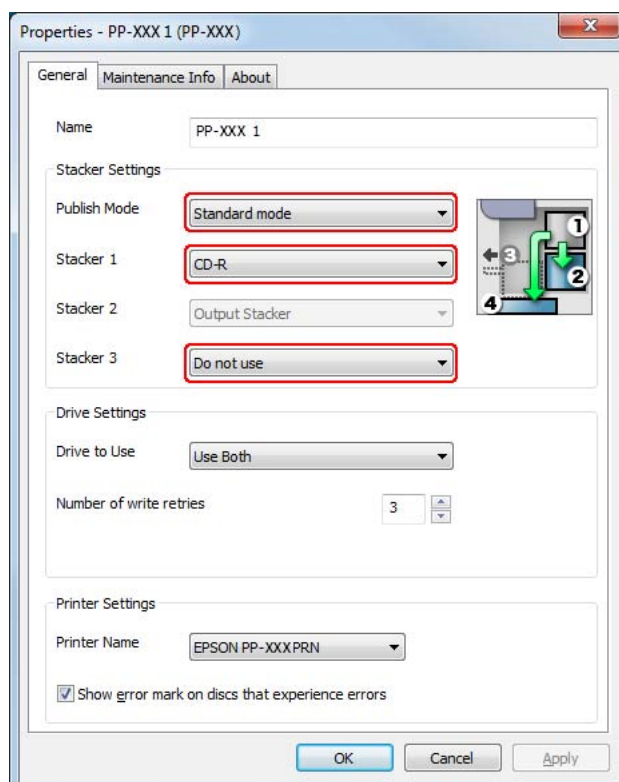 Properties - PP-XXX 1 (PP-XXX)
General Maintenance Info About
Name PP-XXX 1
Stacker Settings
Publish Mode Standard mode
Stacker 1 CD-R
Stacker 2 Output Stacker
Stacker 3 Do not use
1
3
2
4
Drive Settings
Drive to Use Use Both
Number of write retries 3
Printer Settings
Printer Name EPSON PP-XXXPRN
Show error mark on discs that experience errors
OK Cancel Apply